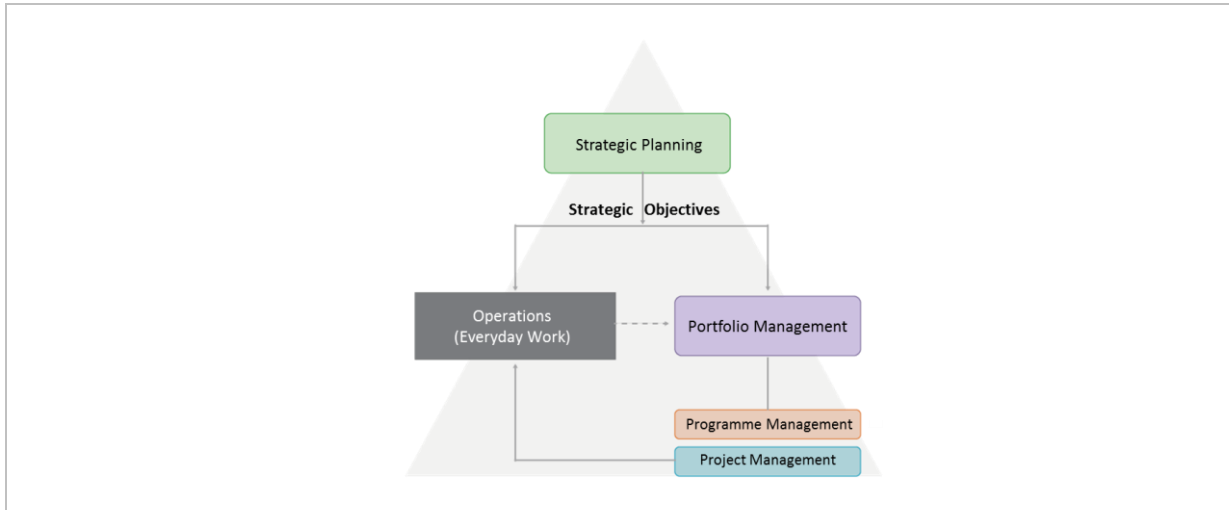 Strategic Planning
Strategic Objectives
Operations
(Everyday Work)
Portfolio Management
Programme Management
Project Management